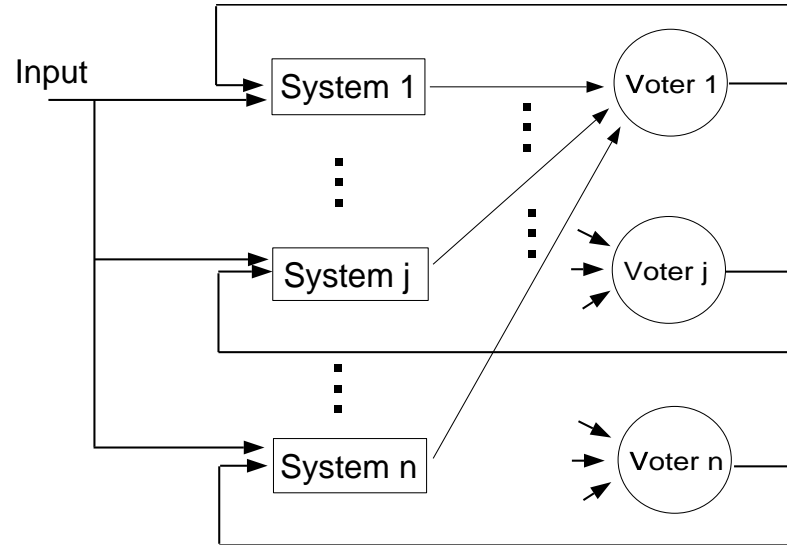 Input
System 1
Voter 1
System j
Voter j
System n
Voter n